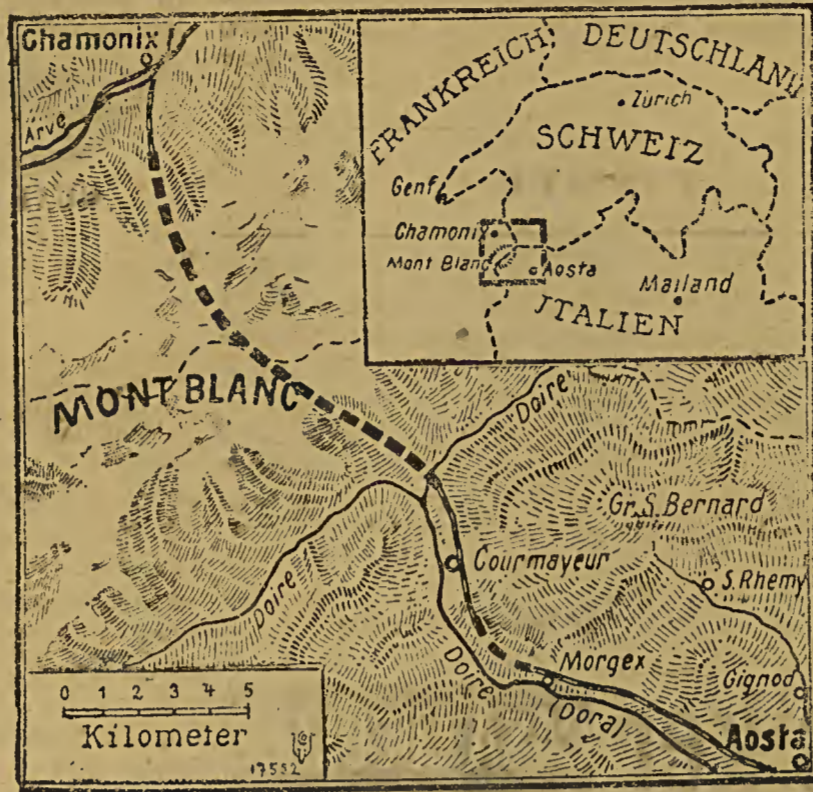 Chamonix
Arve
MONT BLANC
Doire
Gr. S. Bernard
Courmayeur
S. Rhemy
Doire
Doire
Morgex
(Dora)
Gignod
Aosta
0 1 2 3 4 5
Kilometer
17552
FRANKREICH
DEUTSCHLAND
Zürich
SCHWEIZ
Genf
Chamonix
Mont Blanc
Aosta
Mailand
ITALIEN